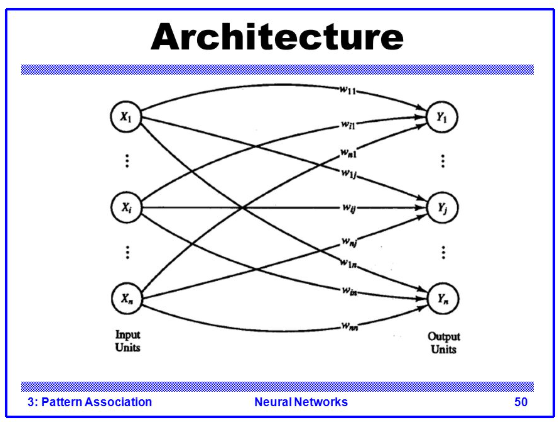 Architecture
w11
X1
wi1
Y1
wn1
w1j
Xi
wij
Yj
wnj
w1n
Xn
win
Yn
wnn
Input
Units
Output
Units
3: Pattern Association
Neural Networks
50